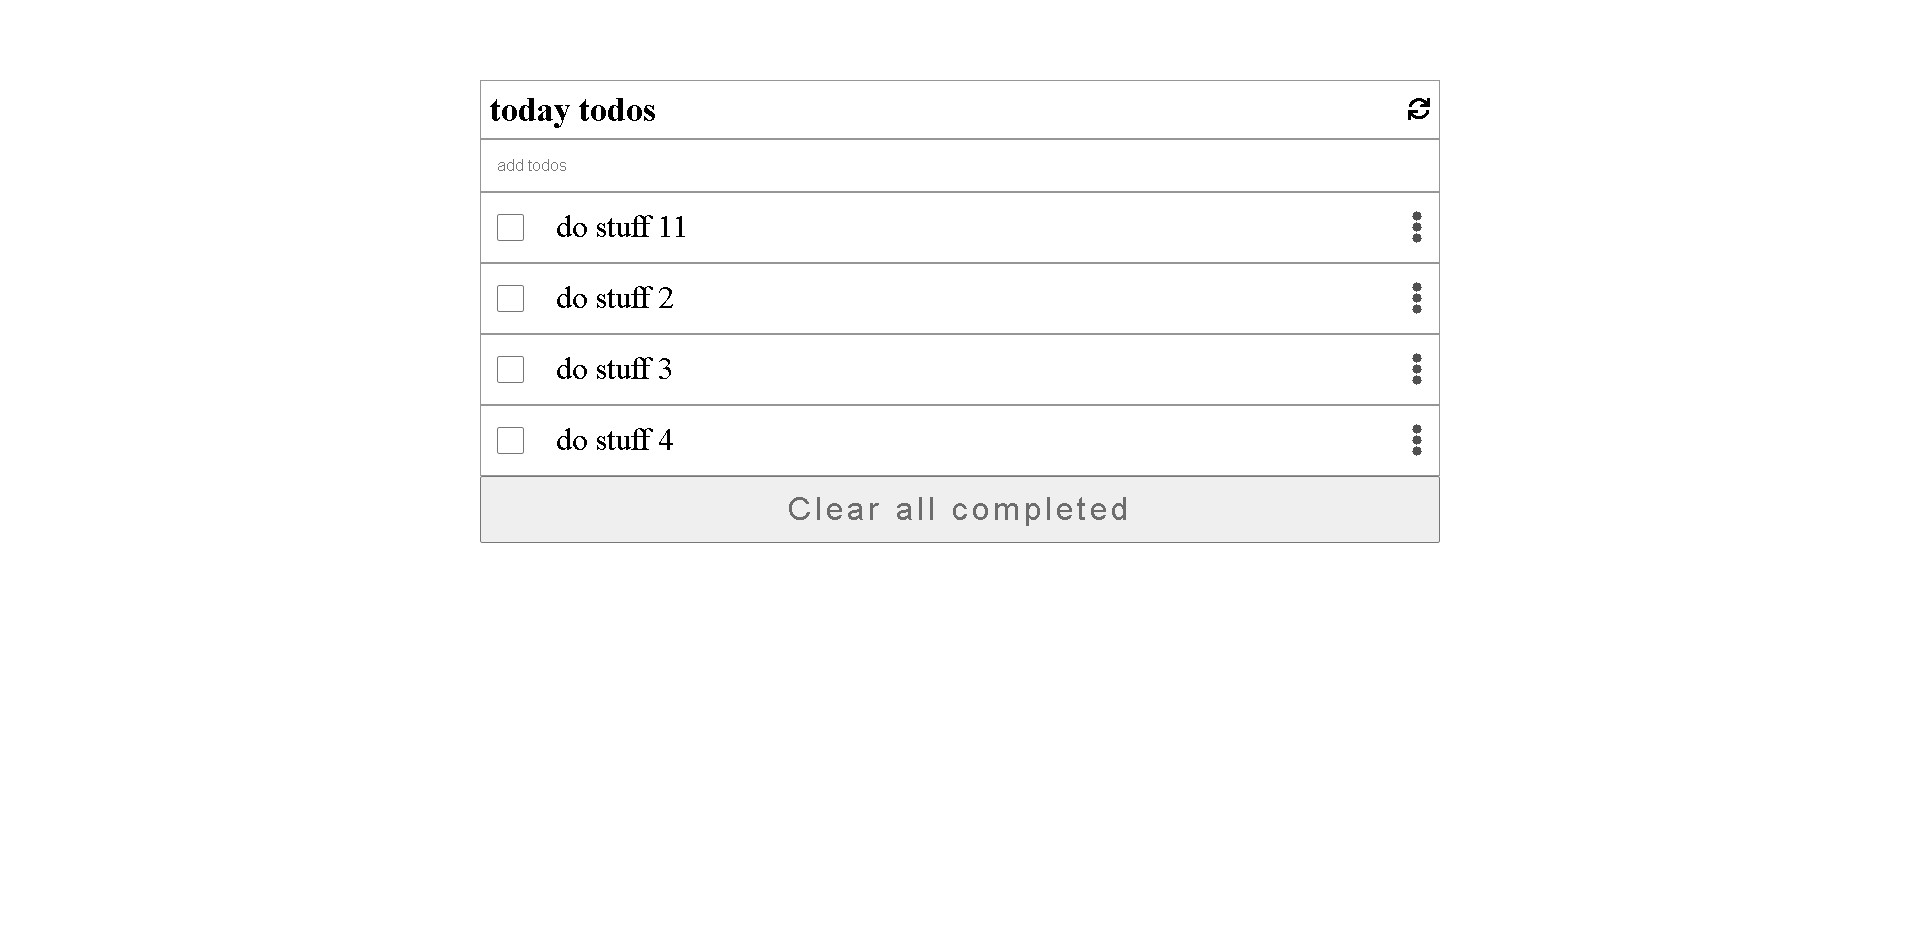 today todos
add todos
do stuff 11
do stuff 2
do stuff 3
do stuff 4
Clear all completed